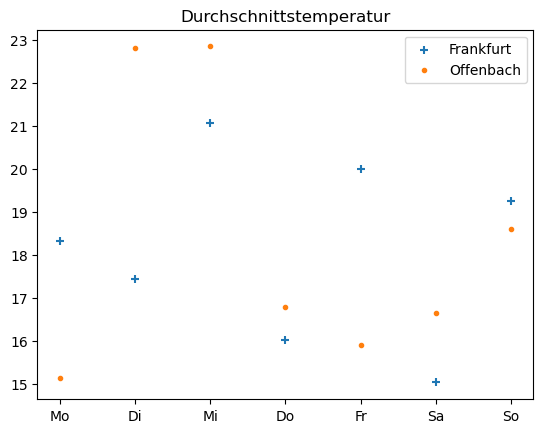 Durchschnittstemperatur
Frankfurt
Offenbach
23
22
21
20
19
18
17
16
15
Mo Di Mi Do Fr Sa So